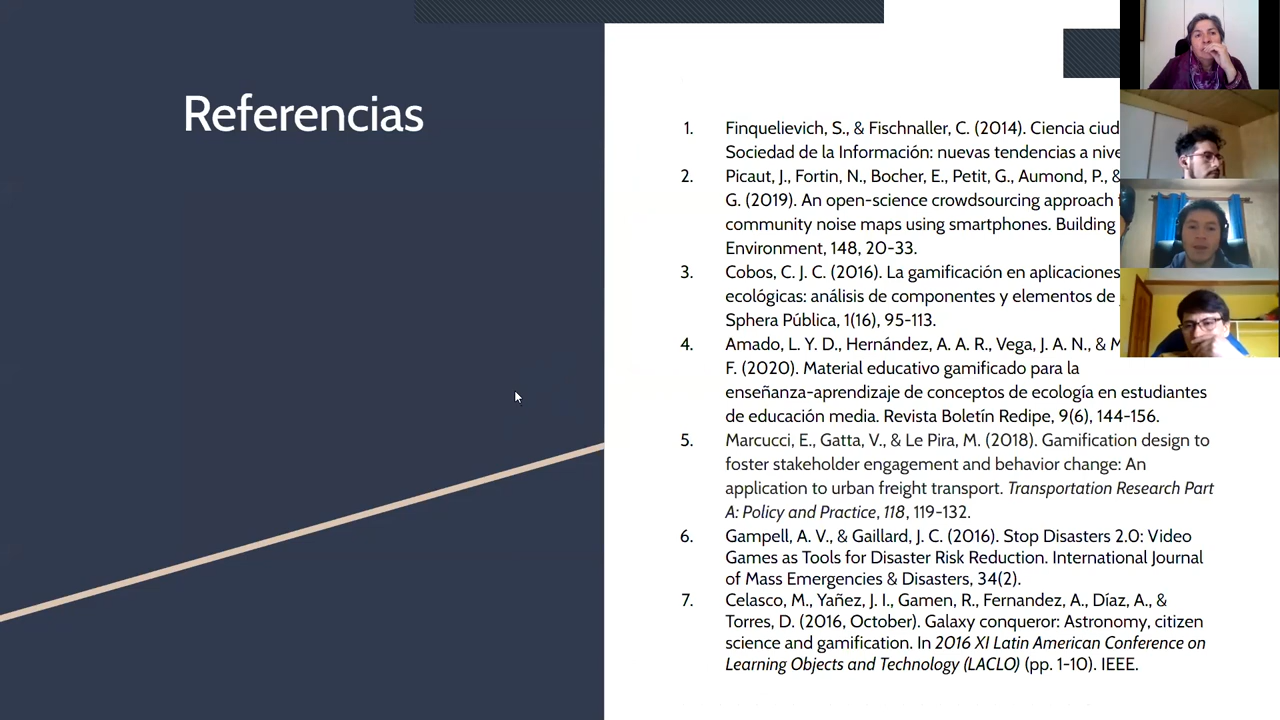 Referencias
1. Finquelievich, S., & Fischnaller, C. (2014). Ciencia
Sociedad de la Información: nuevas tendencias a
2. Picaut, J., Fortin, N., Bocher, E., Petit, G., Aumond, P., &
G. (2019). An open-science crowdsourcing approach
community noise maps using smartphones. Building
Environment, 148, 20-33.
3. Cobos, C. J. C. (2016). La gamificación en aplicaciones
ecológicas: análisis de componentes y elementos de
Sphera Pública, 1(16), 95-113.
4. Amado, L. Y. D., Hernández, A. A. R., Vega, J. A. N., &
F. (2020). Material educativo gamificado para la
enseñanza-aprendizaje de conceptos de ecología en estudiantes
de educación media. Revista Boletín Redipe, 9(6), 144-156.
5. Marcucci, E., Gatta, V., & Le Pira, M. (2018). Gamification design to
foster stakeholder engagement and behavior change: An
application to urban freight transport. Transportation Research Part
A: Policy and Practice, 118, 119-132.
6. Gampell, A. V., & Gaillard, J. C. (2016). Stop Disasters 2.0: Video
Games as Tools for Disaster Risk Reduction. International Journal
of Mass Emergencies & Disasters, 34(2).
7. Celasco, M., Yañez, J. I., Gamen, R., Fernandez, A., Díaz, A., &
Torres, D. (2016, October). Galaxy conqueror: Astronomy, citizen
science and gamification. In 2016 XI Latin American Conference on
Learning Objects and Technology (LACLO) (pp. 1-10). IEEE.